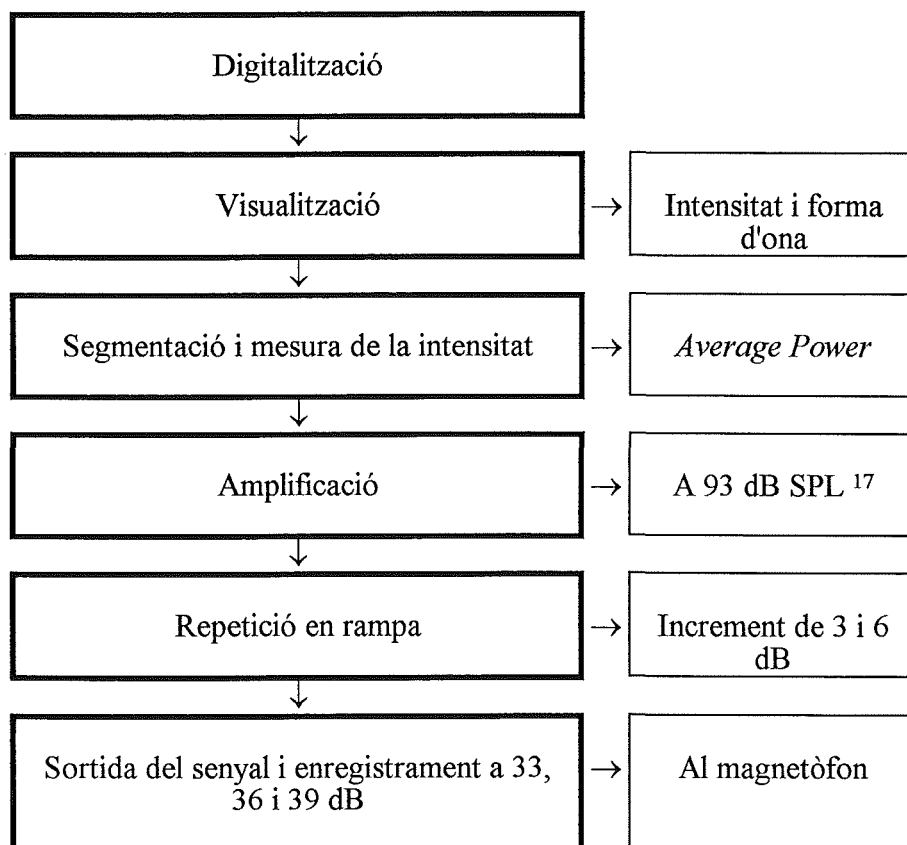 Digitalització
↓
Visualització → Intensitat i forma
d'ona
↓
Segmentació i mesura de la intensitat → Average Power
↓
Amplificació → A 93 dB SPL 17
↓
Repetició en rampa → Increment de 3 i 6
dB
↓
Sortida del senyal i enregistrament a 33,
36 i 39 dB
→ Al magnetòfon